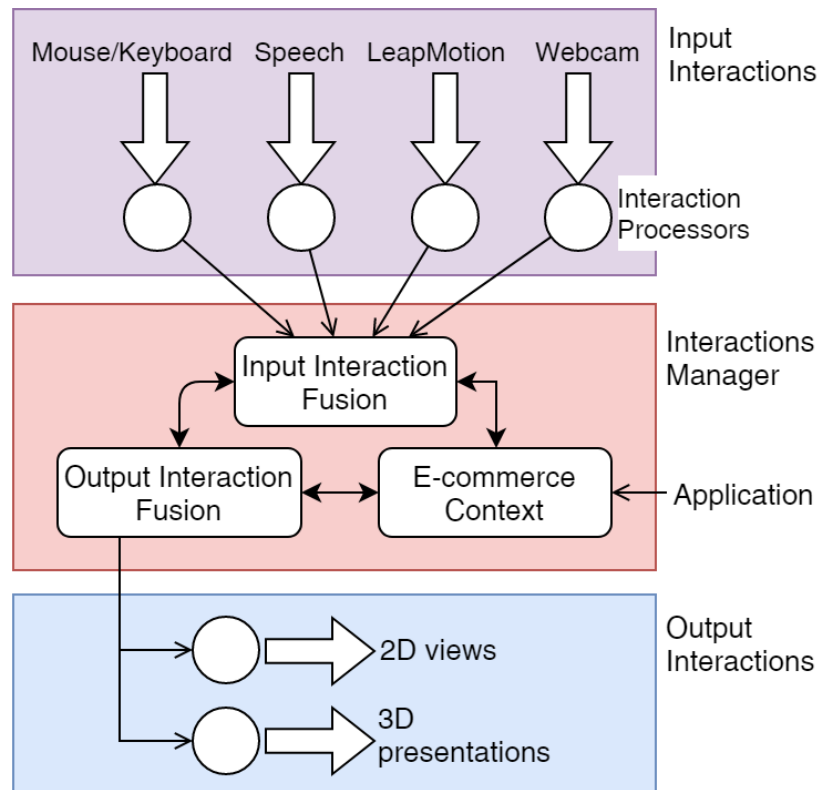 Mouse/Keyboard Speech LeapMotion Webcam
Input
Interactions
Interaction
Processors
Input Interaction
Fusion
Interactions
Manager
Output Interaction
Fusion
E-commerce
Context
Application
2D views
3D
presentations
Output
Interactions